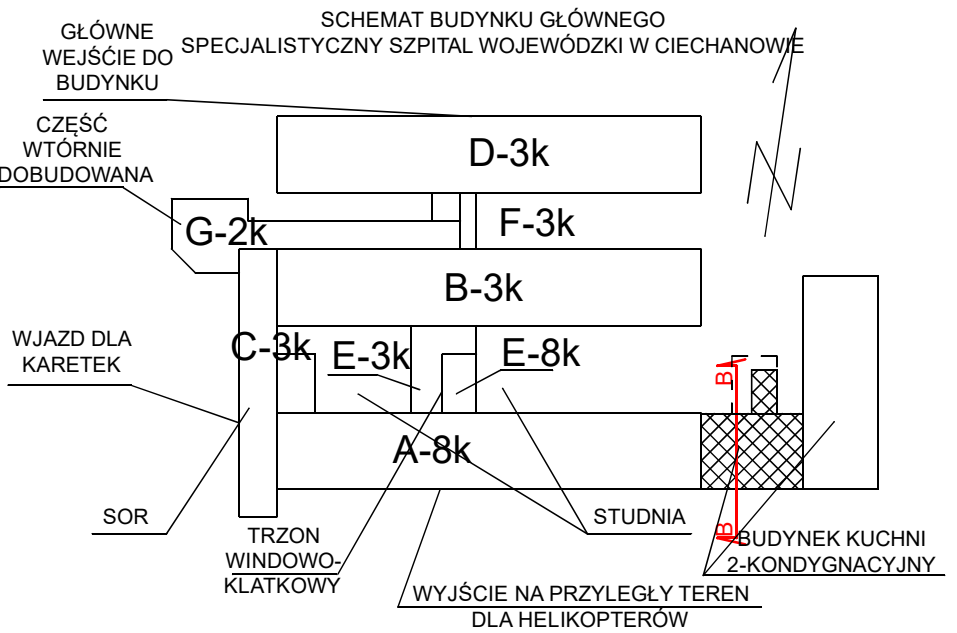 SCHEMAT BUDYNKU GŁÓWNEGO
SPECJALISTYCZNY SZPITAL WOJEWÓDZKI W CIECHANOWIE
GŁÓWNE
WEJŚĆIE DO
BUDYNKU
CZĘŚĆ
WTÓRNIE
DOBUDOWANA
D-3k
G-2k
F-3k
B-3k
WJAZD DLA
KARETEK
C-3k
E-3k
E-8k
B
A-8k
SOR
TRZON
WINDOWO-
KLATKOWY
STUDNIA
B
BUDYNEK KUCHNI
2-KONDYGNACYJNY
WYJŚCIE NA PRZYLEGŁY TEREN
DLA HELIKOPTERÓW